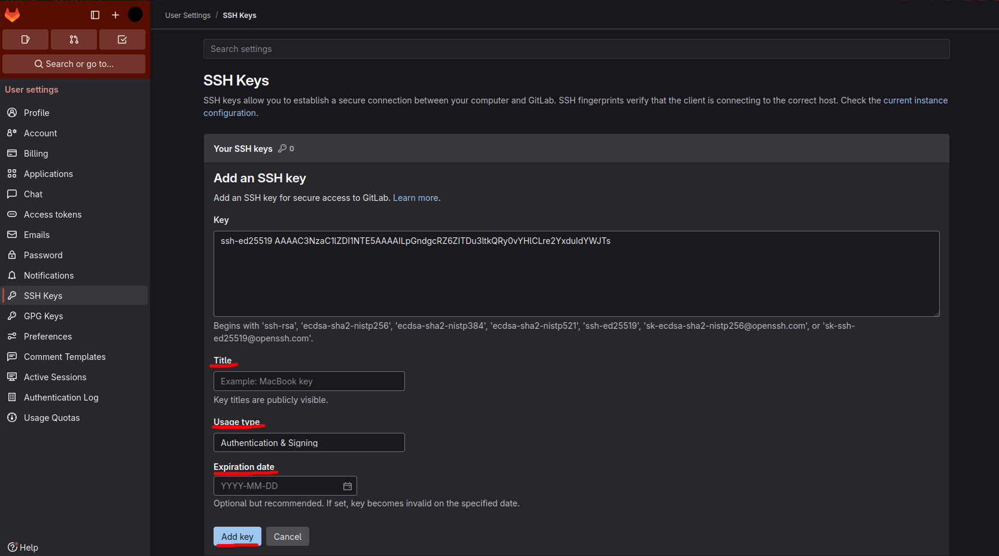 User Settings / SSH Keys
Search or go to...
User settings
Profile
Account
Billing
Applications
Chat
Access tokens
Emails
Password
Notifications
SSH Keys
GPG Keys
Preferences
Comment Templates
Active Sessions
Authentication Log
Usage Quotas
Help
Search settings
SSH Keys
SSH keys allow you to establish a secure connection between your computer and GitLab. SSH fingerprints verify that the client is connecting to the correct host. Check the current instance
configuration.
Your SSH keys 0
Add an SSH key
Add an SSH key for secure access to GitLab. Learn more.
Key
ssh-ed25519 AAAAC3NzaC1lZDI1NTE5AAAAILpGndgcRZ6ZITDu3ltkQRy0vYHlCLre2YxduIdYWJTs
Begins with 'ssh-rsa', 'ecdsa-sha2-nistp256', 'ecdsa-sha2-nistp384', 'ecdsa-sha2-nistp521', 'ssh-ed25519', 'sk-ecdsa-sha2-nistp256@openssh.com', or 'sk-ssh-
ed25519@openssh.com'.
Title
Example: MacBook key
Key titles are publicly visible.
Usage type
Authentication & Signing
Expiration date
YYYY-MM-DD
Optional but recommended. If set, key becomes invalid on the specified date.
Add key
Cancel